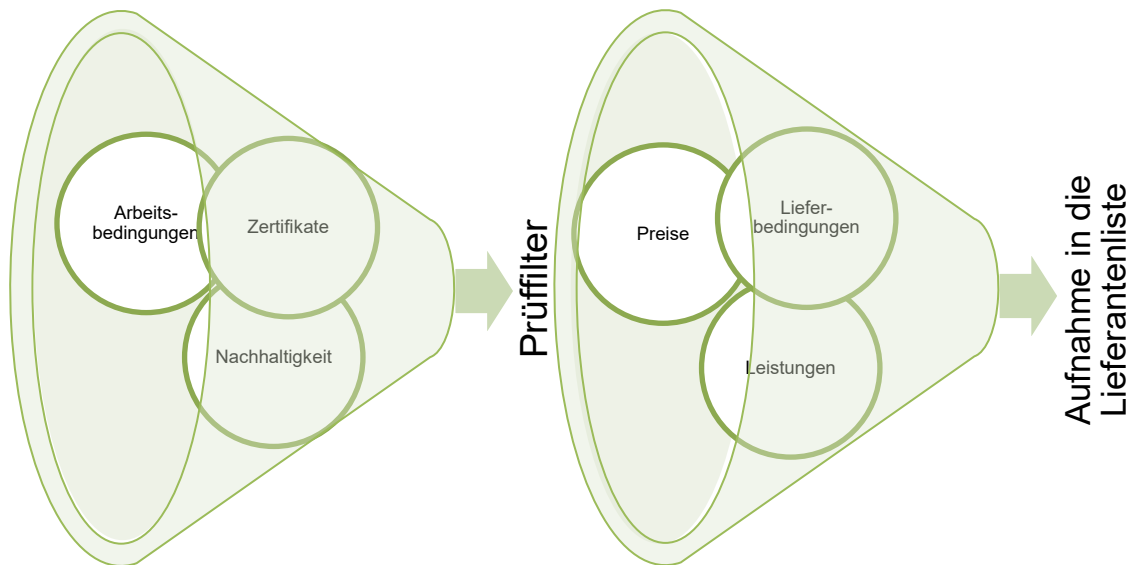 Arbeits-
bedingungen
Zertifikate
Nachhaltigkeit
Prüffilter
Preise
Liefer-
bedingungen
Leistungen
Aufnahme in die
Lieferantenliste